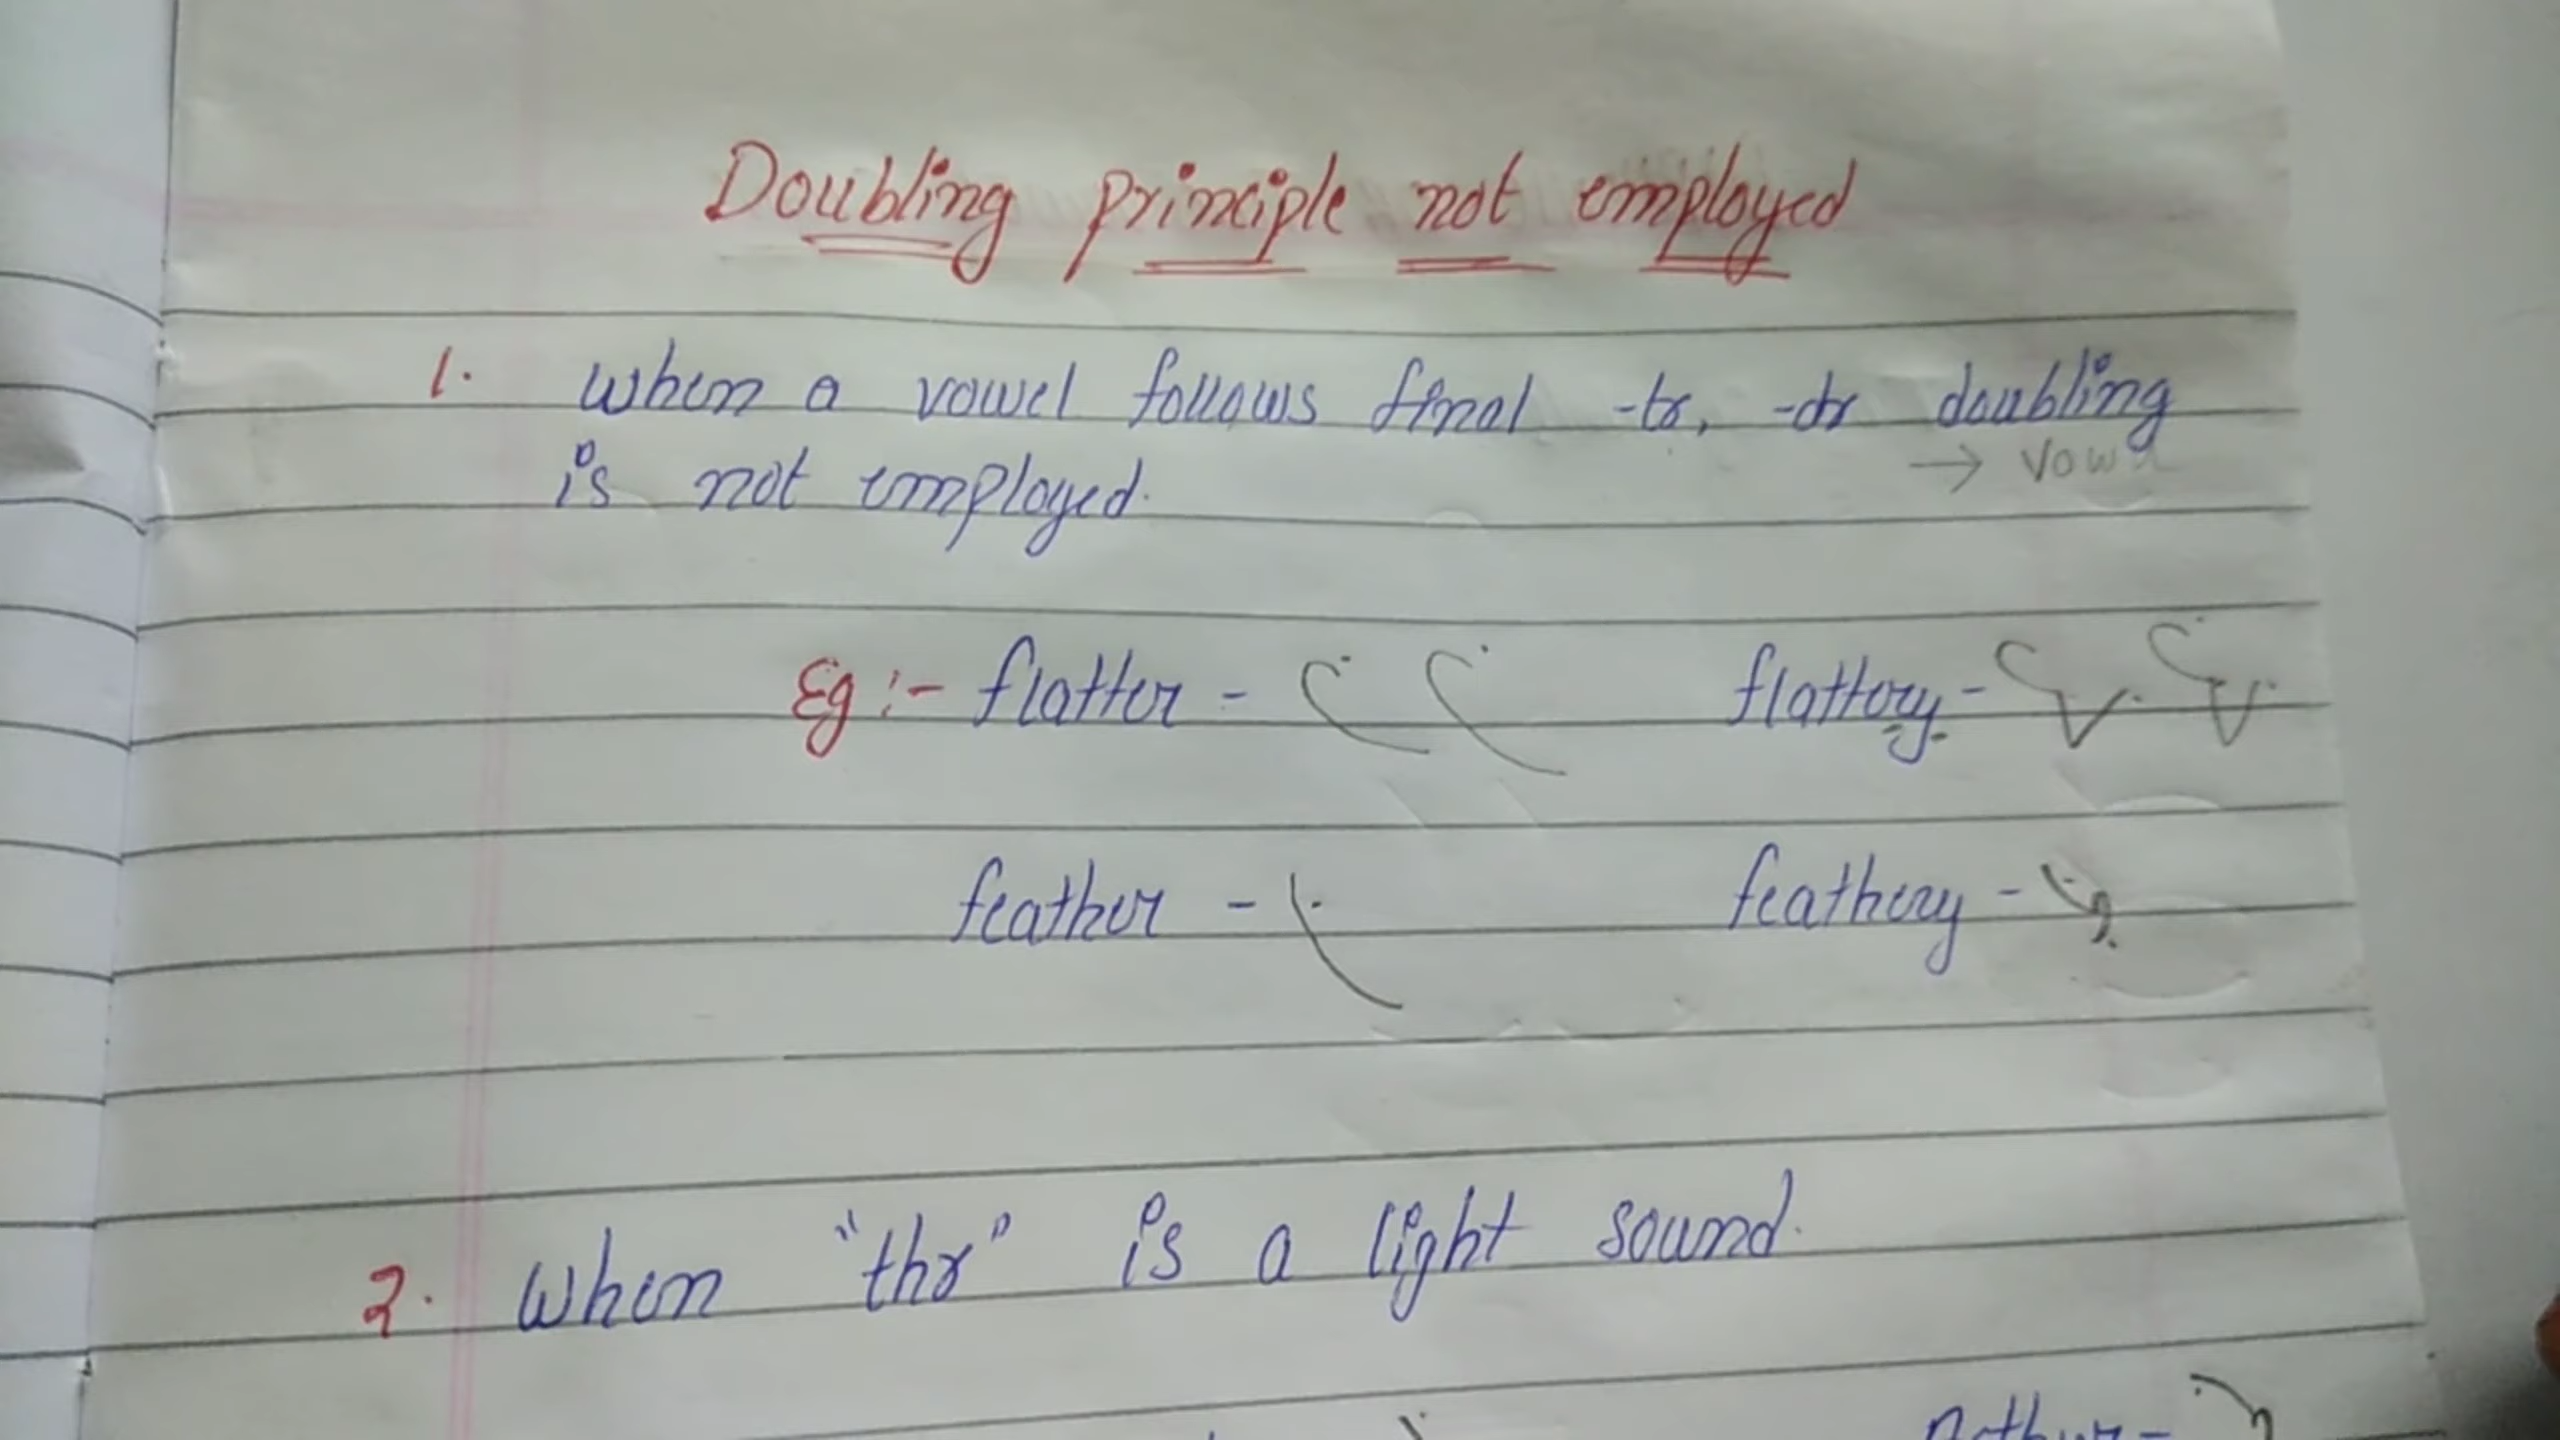 Doubling principle not employed
1. when a vowel follows final -tr, -dr doubling
→ vowel
is not employed.
Eg :- flatter - flattery -
feather - feathery -
2. when "thr" is a light sound.